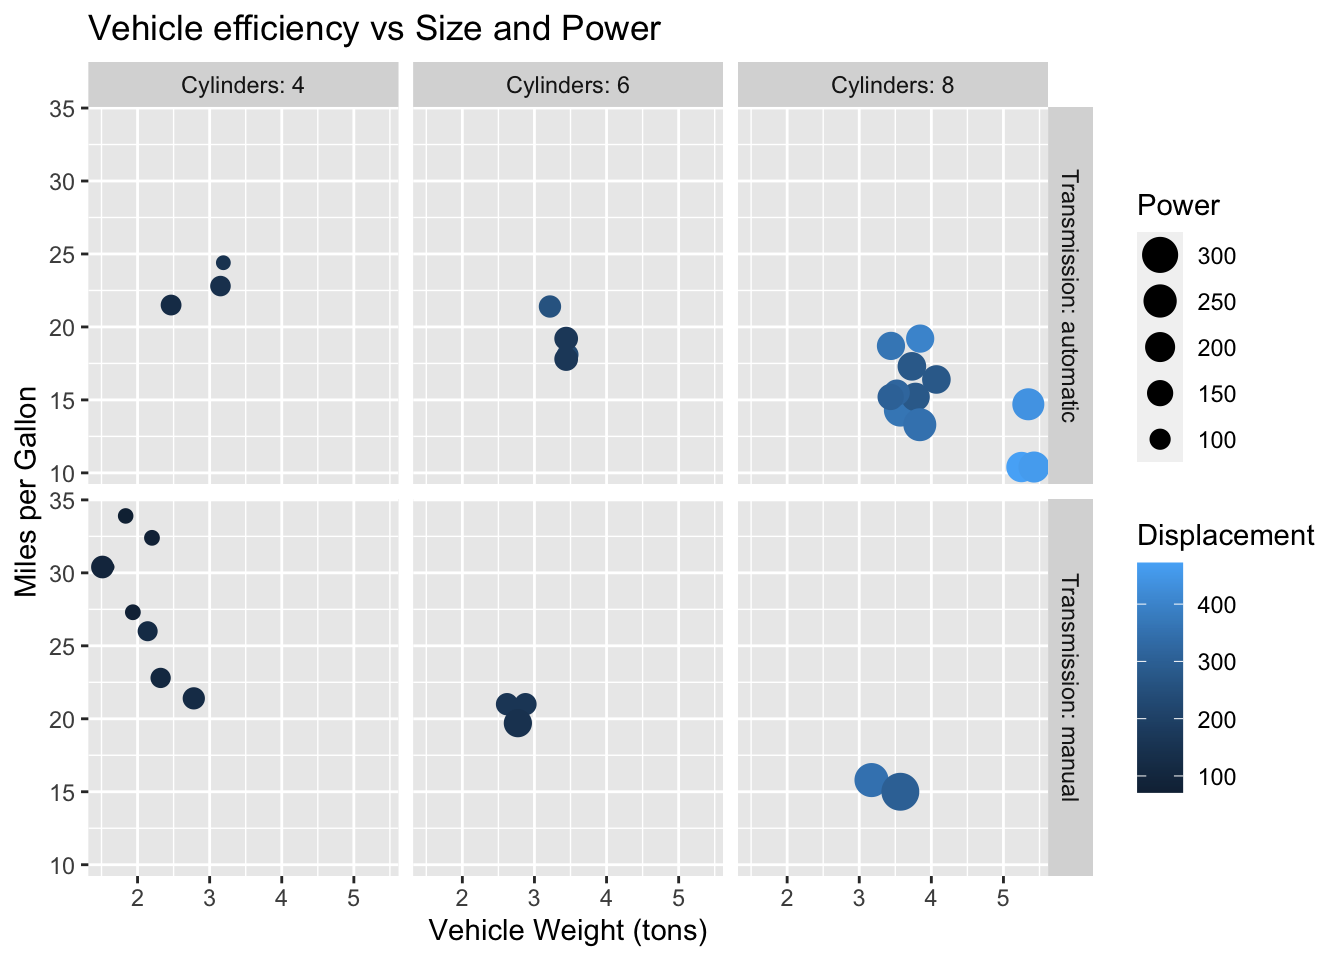 Vehicle efficiency vs Size and Power
Cylinders: 4
Cylinders: 6
Cylinders: 8
35
30
25
20
15
10
Transmission: automatic
35
30
25
20
15
10
Transmission: manual
Miles per Gallon
2 3 4 5
2 3 4 5
2 3 4 5
Vehicle Weight (tons)
Power
300
250
200
150
100
Displacement
400
300
200
100